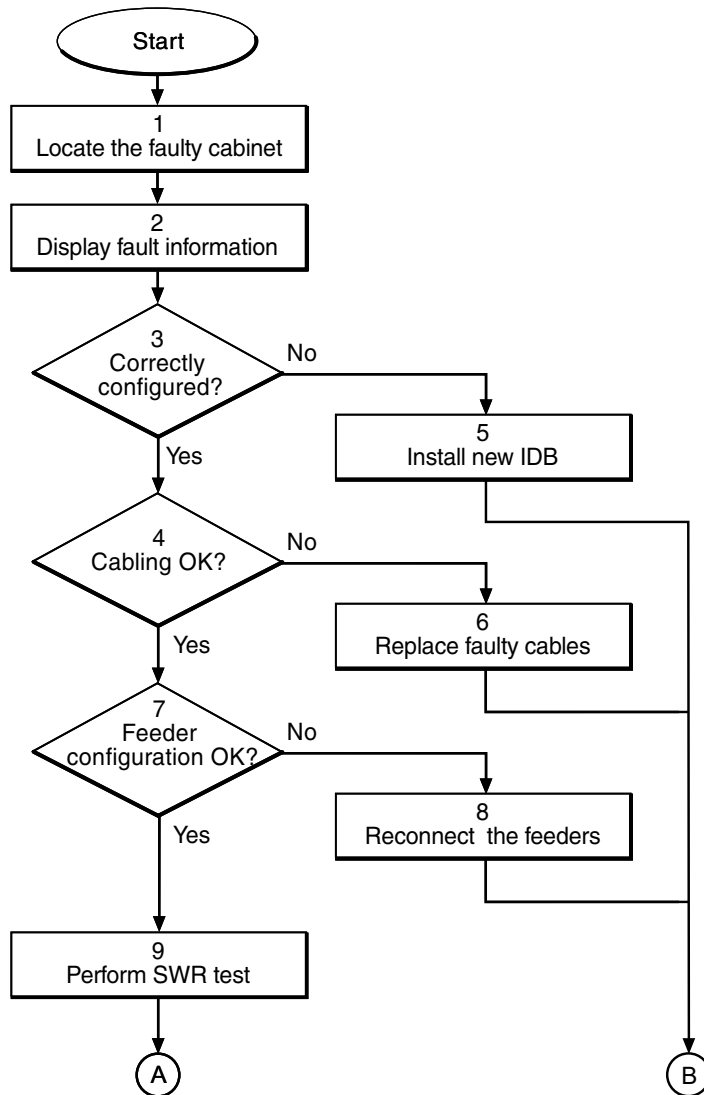 Start
1
Locate the faulty cabinet
2
Display fault information
3
Correctly
configured?
No
Yes
5
Install new IDB
4
Cabling OK?
No
Yes
6
Replace faulty cables
7
Feeder
configuration OK?
No
Yes
8
Reconnect the feeders
9
Perform SWR test
A
B